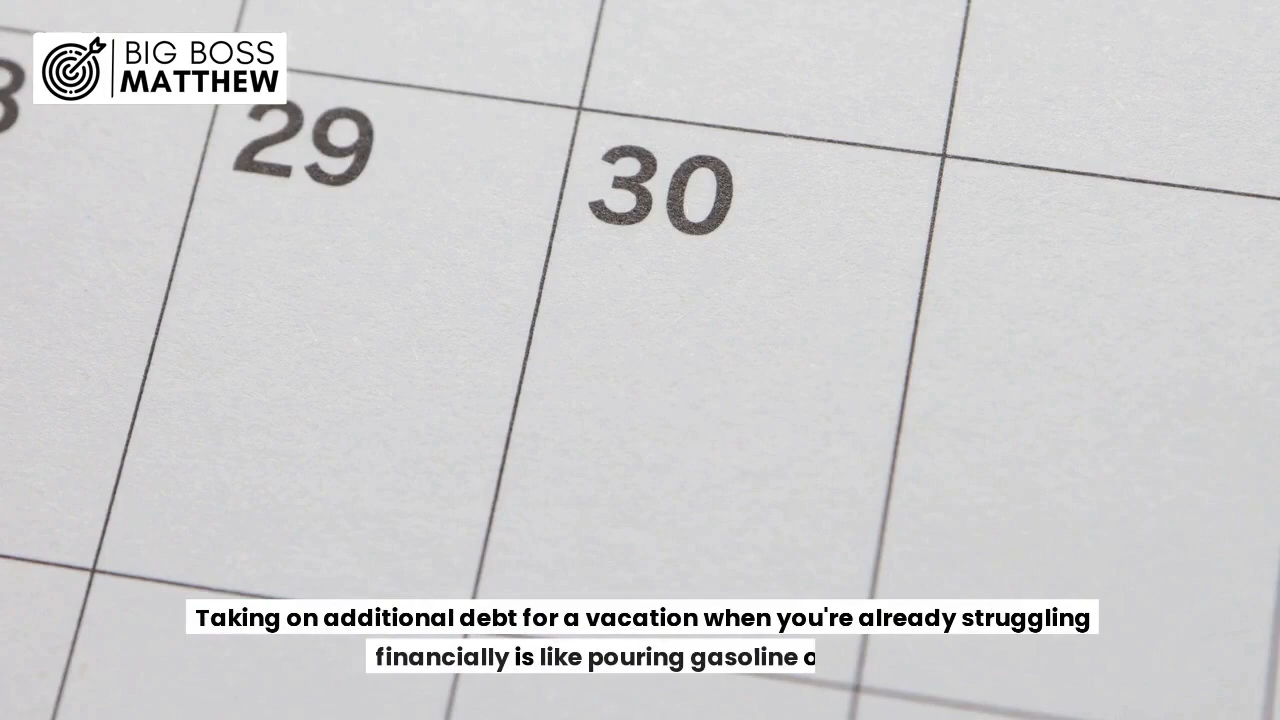 BIG BOSS
MATTHEW
29
30
Taking on additional debt for a vacation when you're already struggling
financially is like pouring gasoline